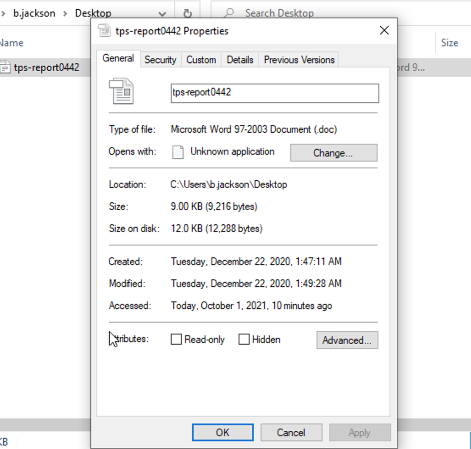 b.jackson > Desktop
Search Desktop
Name
Size
tps-report0442
rd 9...
tps-report0442 Properties
General
Security
Custom
Details
Previous Versions
tps-report0442
Type of file: Microsoft Word 97-2003 Document (.doc)
Opens with: Unknown application
Change...
Location: C:\Users\b.jackson\Desktop
Size: 9.00 KB (9,216 bytes)
Size on disk: 12.0 KB (12,288 bytes)
Created: Tuesday, December 22, 2020, 1:47:11 AM
Modified: Tuesday, December 22, 2020, 1:49:28 AM
Accessed: Today, October 1, 2021, 10 minutes ago
ttributes: Read-only Hidden
Advanced...
OK
Cancel
Apply
KB